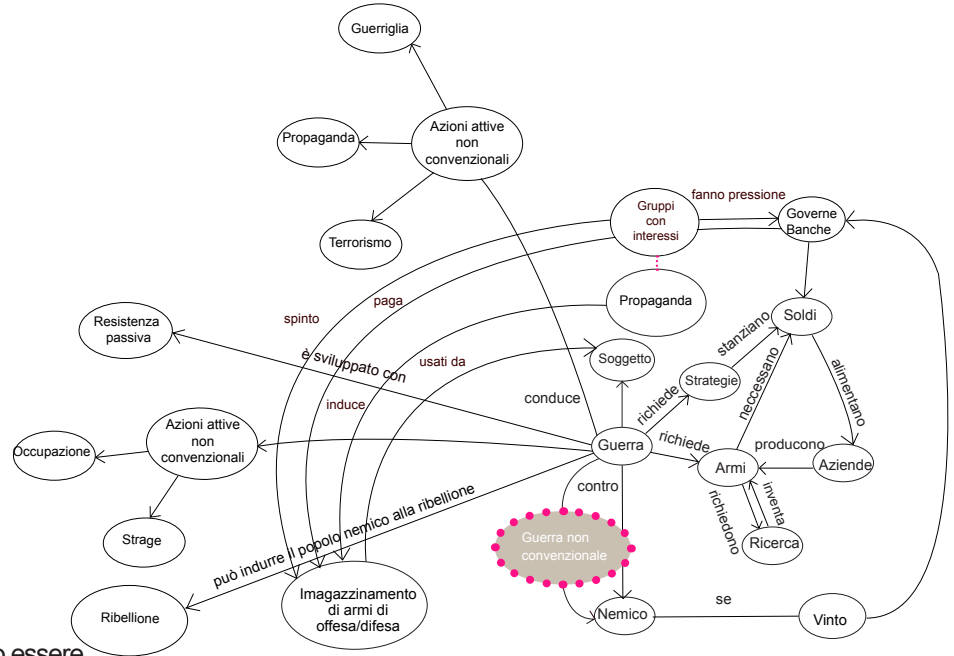 Guerriglia
Propaganda
Azioni attive
non
convenzionali
Terrorismo
fanno pressione
Gruppi
con
interessi
Governe
Banche
Propaganda
Soldi
spinto
paga
Resistenza
passiva
è sviluppato con
usati da
Soggetto
stanziano
Strategie
neccessano
alimentano
induce
conduce
richiede
Azioni attive
non
convenzionali
Occupazione
Guerra
richiede
Armi
producono
Aziende
contro
richiedono
inventa
Ricerca
Strage
può indurre il popolo nemico alla ribellione
Guerra non
convenzionale
Ribellione
Imagazzinamento
di armi di
offesa/difesa
Nemico
se
Vinto
essere